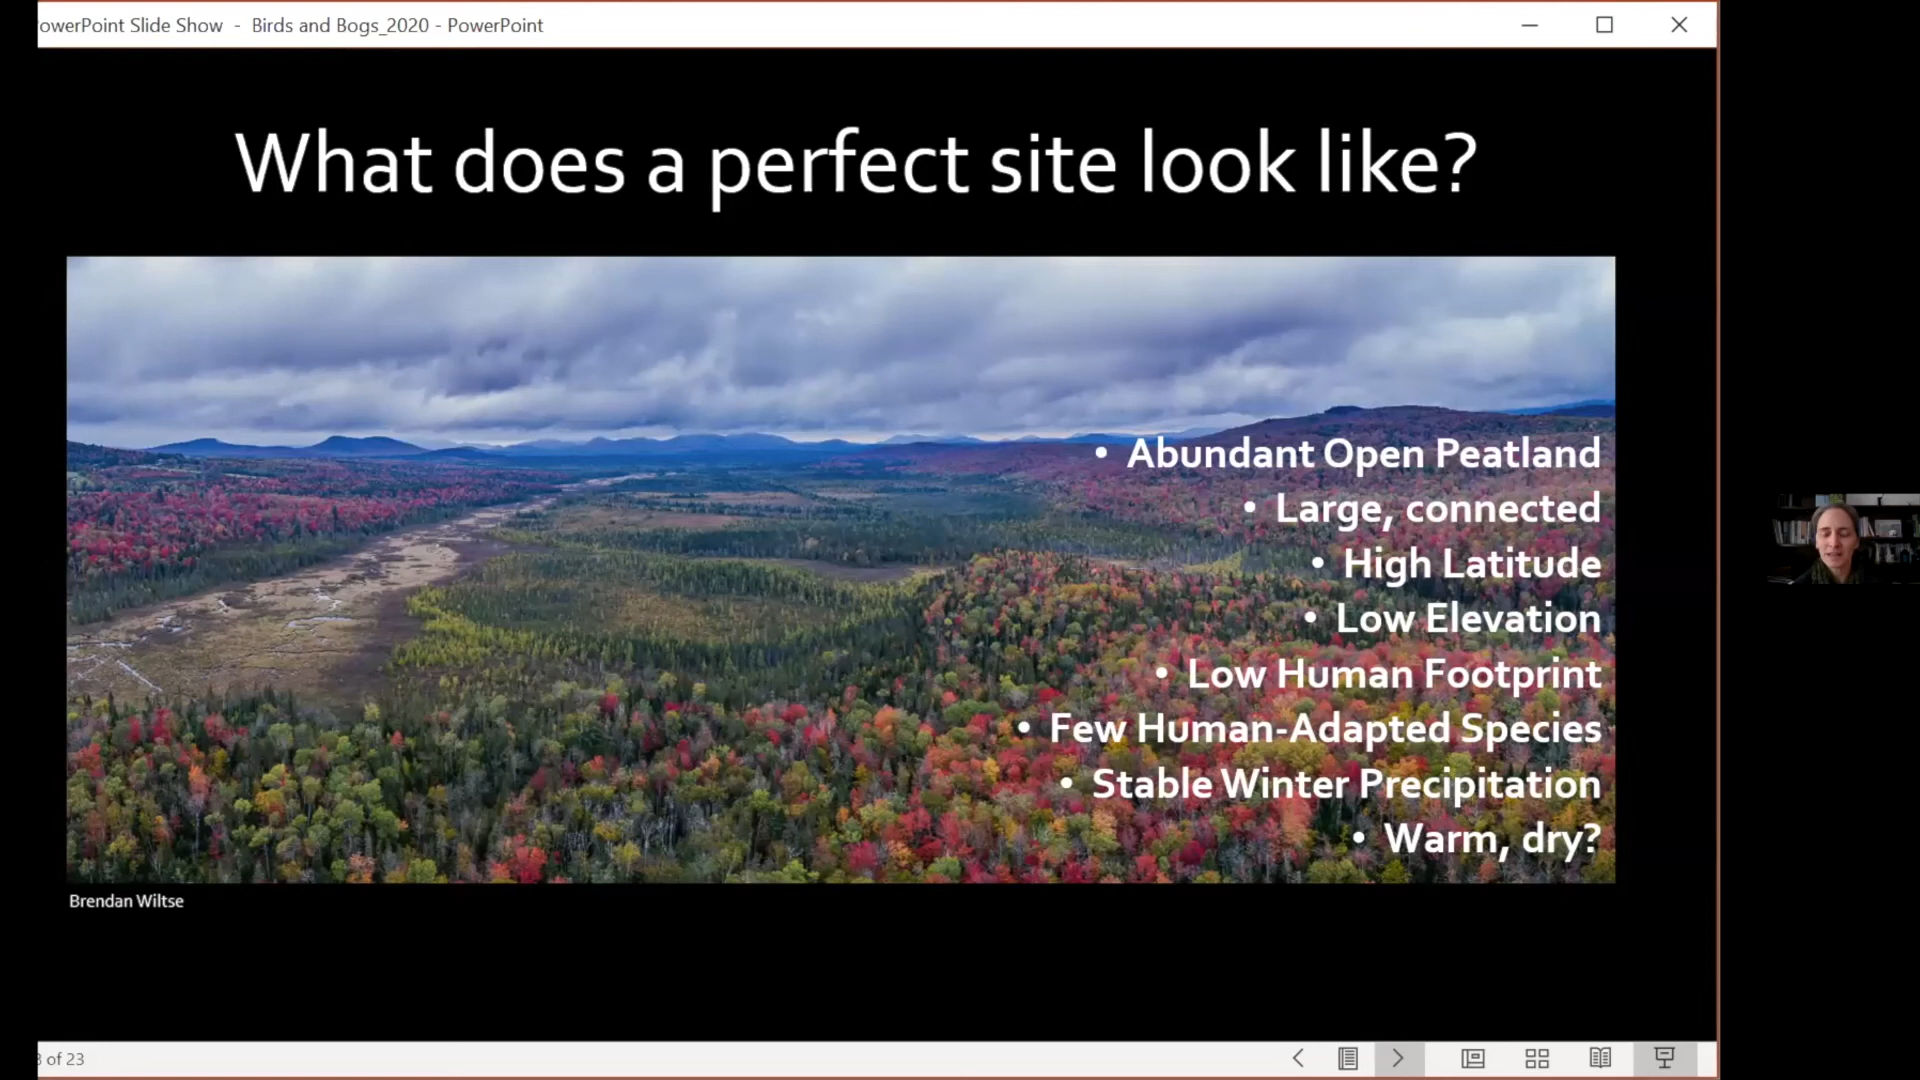 owerPoint Slide Show - Birds and Bogs_2020 - PowerPoint
What does a perfect site look like?
• Abundant Open Peatland
• Large, connected
• High Latitude
• Low Elevation
• Low Human Footprint
• Few Human-Adapted Species
• Stable Winter Precipitation
• Warm, dry?
Brendan Wiltse
of 23